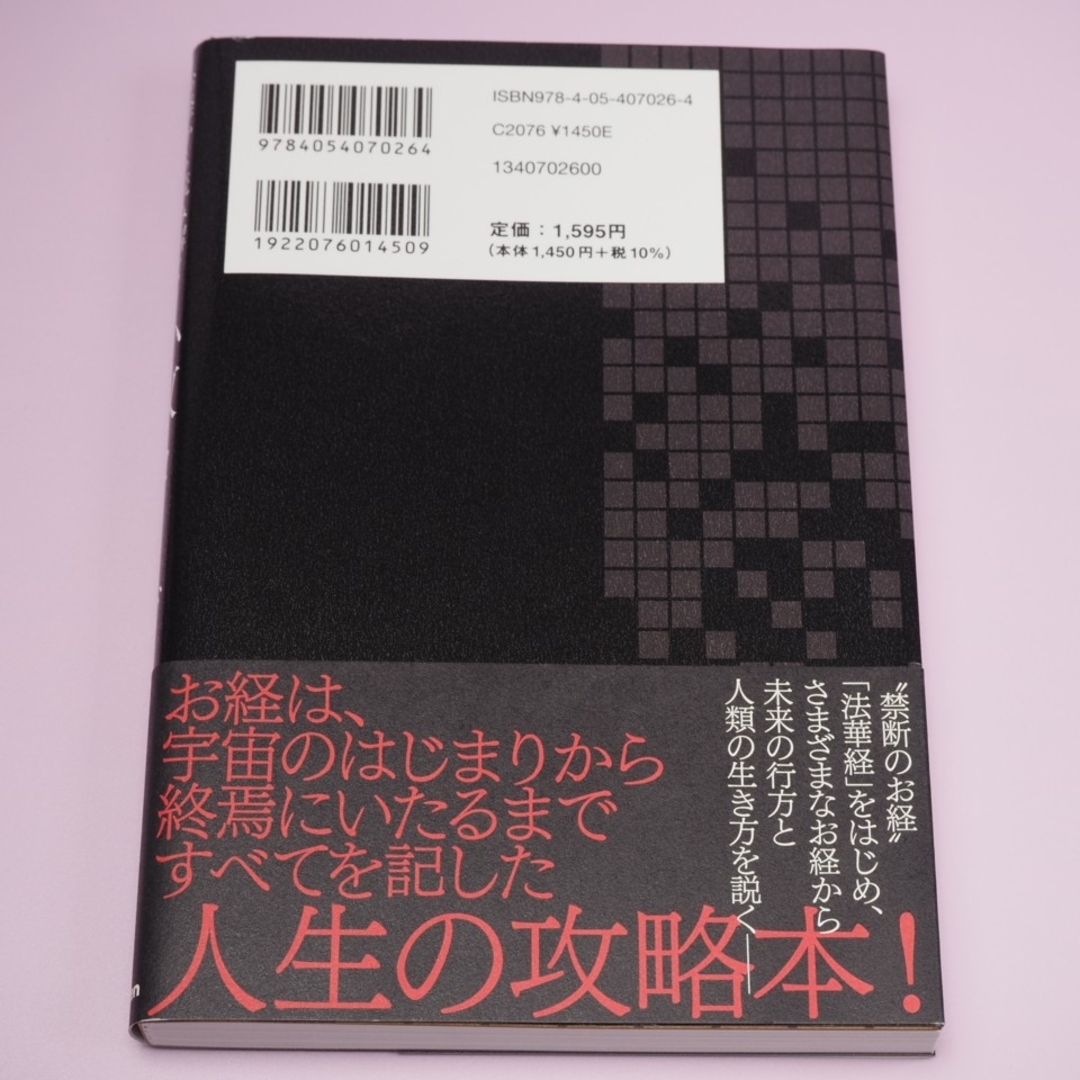 9784054070264
1922076014509
ISBN978-4-05-407026-4
C2076 ¥1450E
1340702600
定価：1,595円
（本体1,450円＋税10%）
〝禁断のお経〟
「法華経」をはじめ、
さまざまなお経から
未来の行方と
人類の生き方を説く――
お経は、
宇宙のはじまりから
終焉にいたるまで
すべてを記した
人生の攻略本！